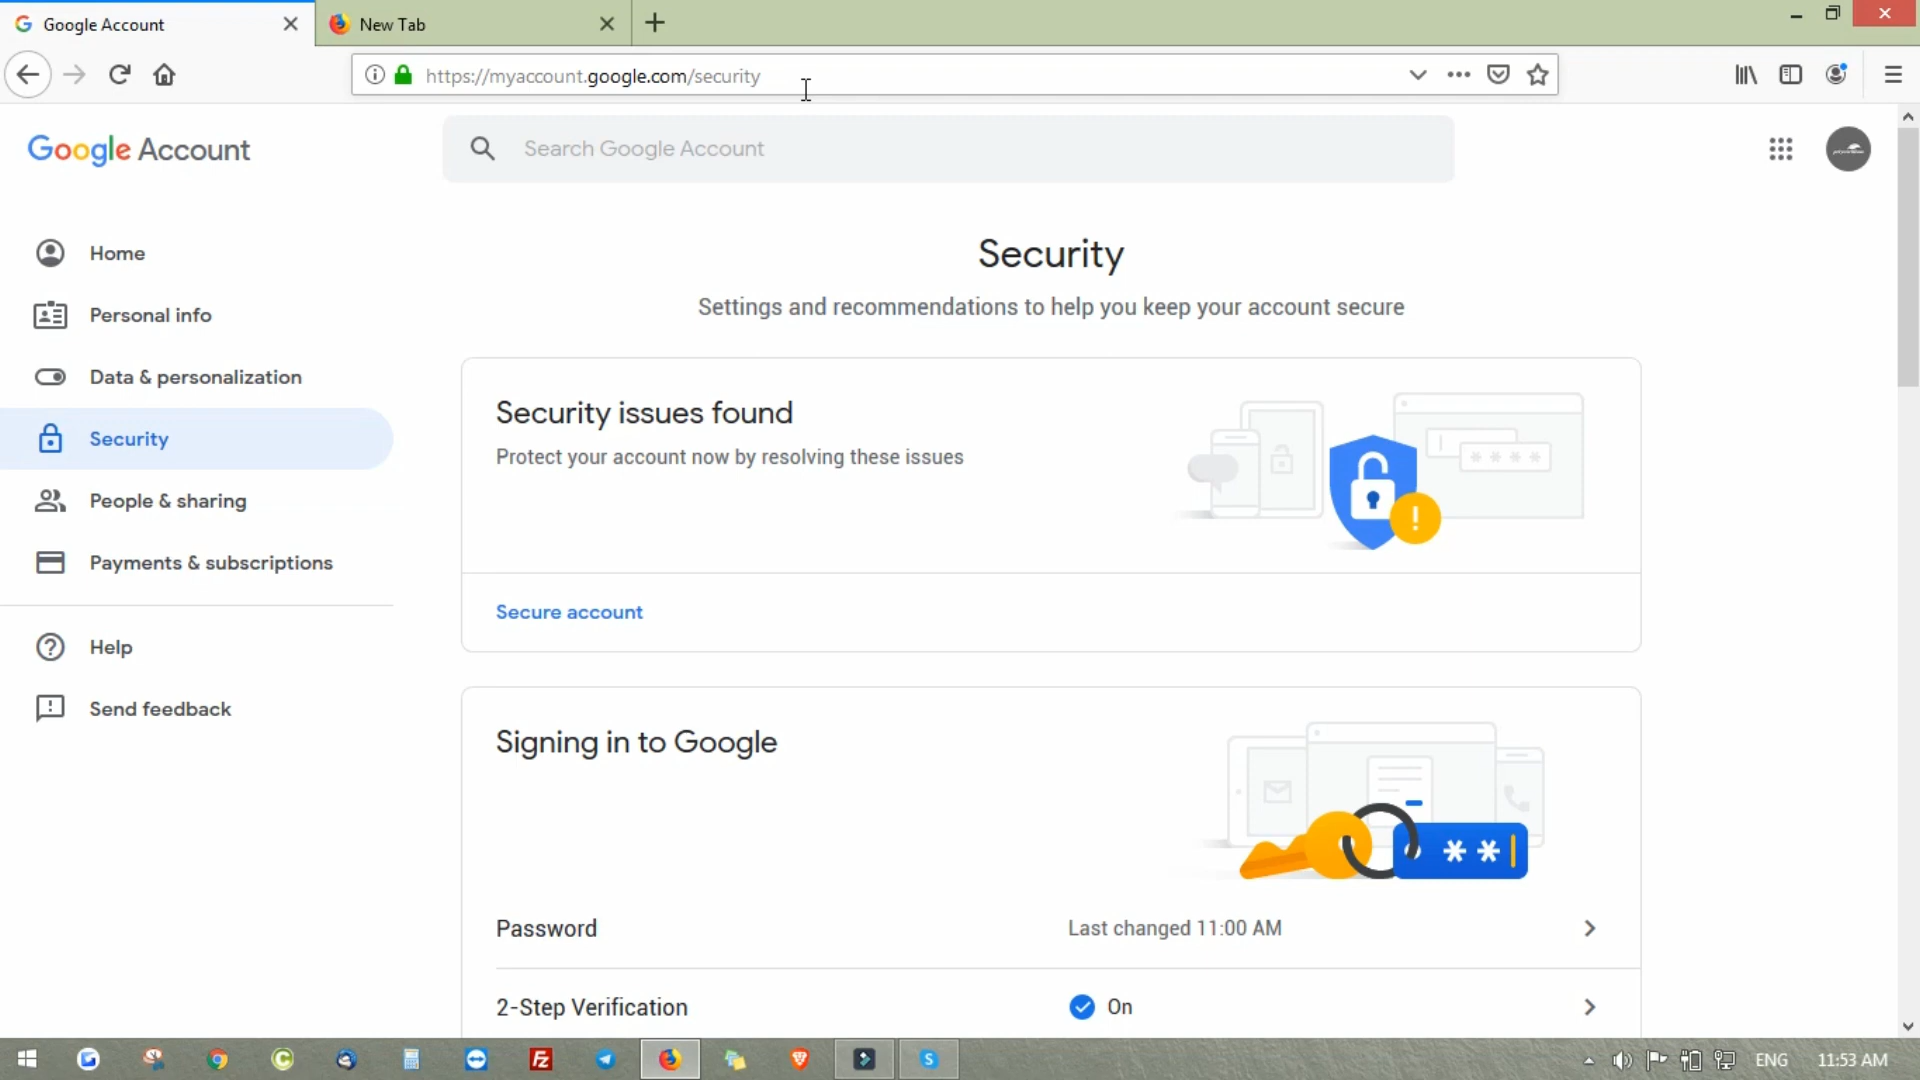 Google Account
New Tab
https://myaccount.google.com/security
Google Account
Search Google Account
Home
Personal info
Data & personalization
Security
People & sharing
Payments & subscriptions
Help
Send feedback
Security
Settings and recommendations to help you keep your account secure
Security issues found
Protect your account now by resolving these issues
Secure account
Signing in to Google
Password
Last changed 11:00 AM
2-Step Verification
On
ENG
11:53 AM